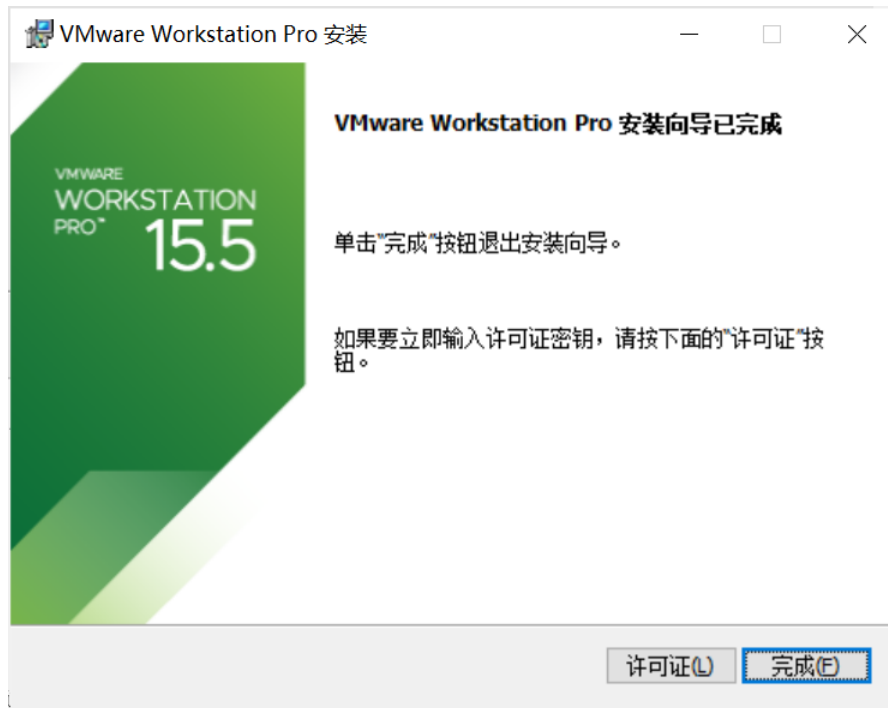 VMware Workstation Pro 安装
VMware Workstation Pro 安装向导已完成
VMWARE
WORKSTATION
PRO™ 15.5
单击"完成"按钮退出安装向导。
如果要立即输入许可证密钥，请按下面的"许可证"按
钮。
许可证(L) 完成(F)